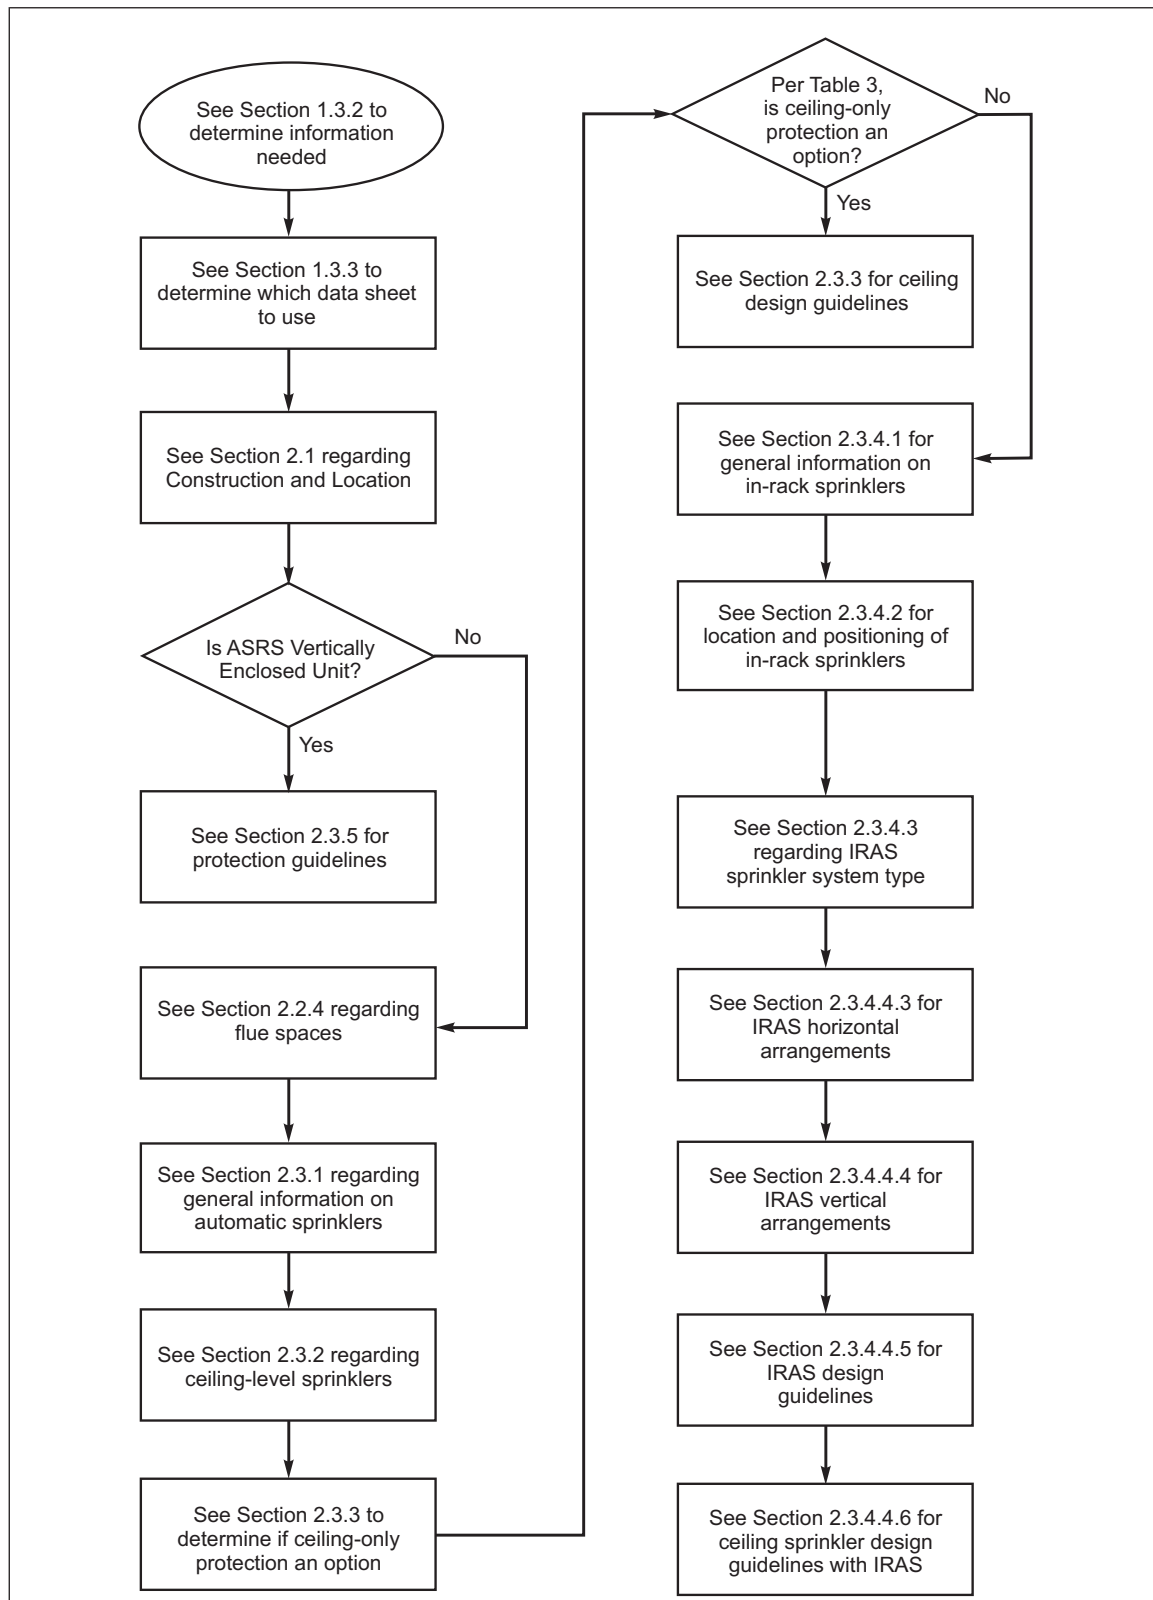 See Section 1.3.2 to
determine information
needed
See Section 1.3.3 to
determine which data sheet
to use
See Section 2.1 regarding
Construction and Location
Is ASRS Vertically
Enclosed Unit?
No
Yes
See Section 2.3.5 for
protection guidelines
See Section 2.2.4 regarding
flue spaces
See Section 2.3.1 regarding
general information on
automatic sprinklers
See Section 2.3.2 regarding
ceiling-level sprinklers
See Section 2.3.3 to
determine if ceiling-only
protection an option
Per Table 3,
is ceiling-only
protection an
option?
No
Yes
See Section 2.3.3 for ceiling
design guidelines
See Section 2.3.4.1 for
general information on
in-rack sprinklers
See Section 2.3.4.2 for
location and positioning of
in-rack sprinklers
See Section 2.3.4.3
regarding IRAS
sprinkler system type
See Section 2.3.4.4.3 for
IRAS horizontal
arrangements
See Section 2.3.4.4.4 for
IRAS vertical
arrangements
See Section 2.3.4.4.5 for
IRAS design
guidelines
See Section 2.3.4.4.6 for
ceiling sprinkler design
guidelines with IRAS